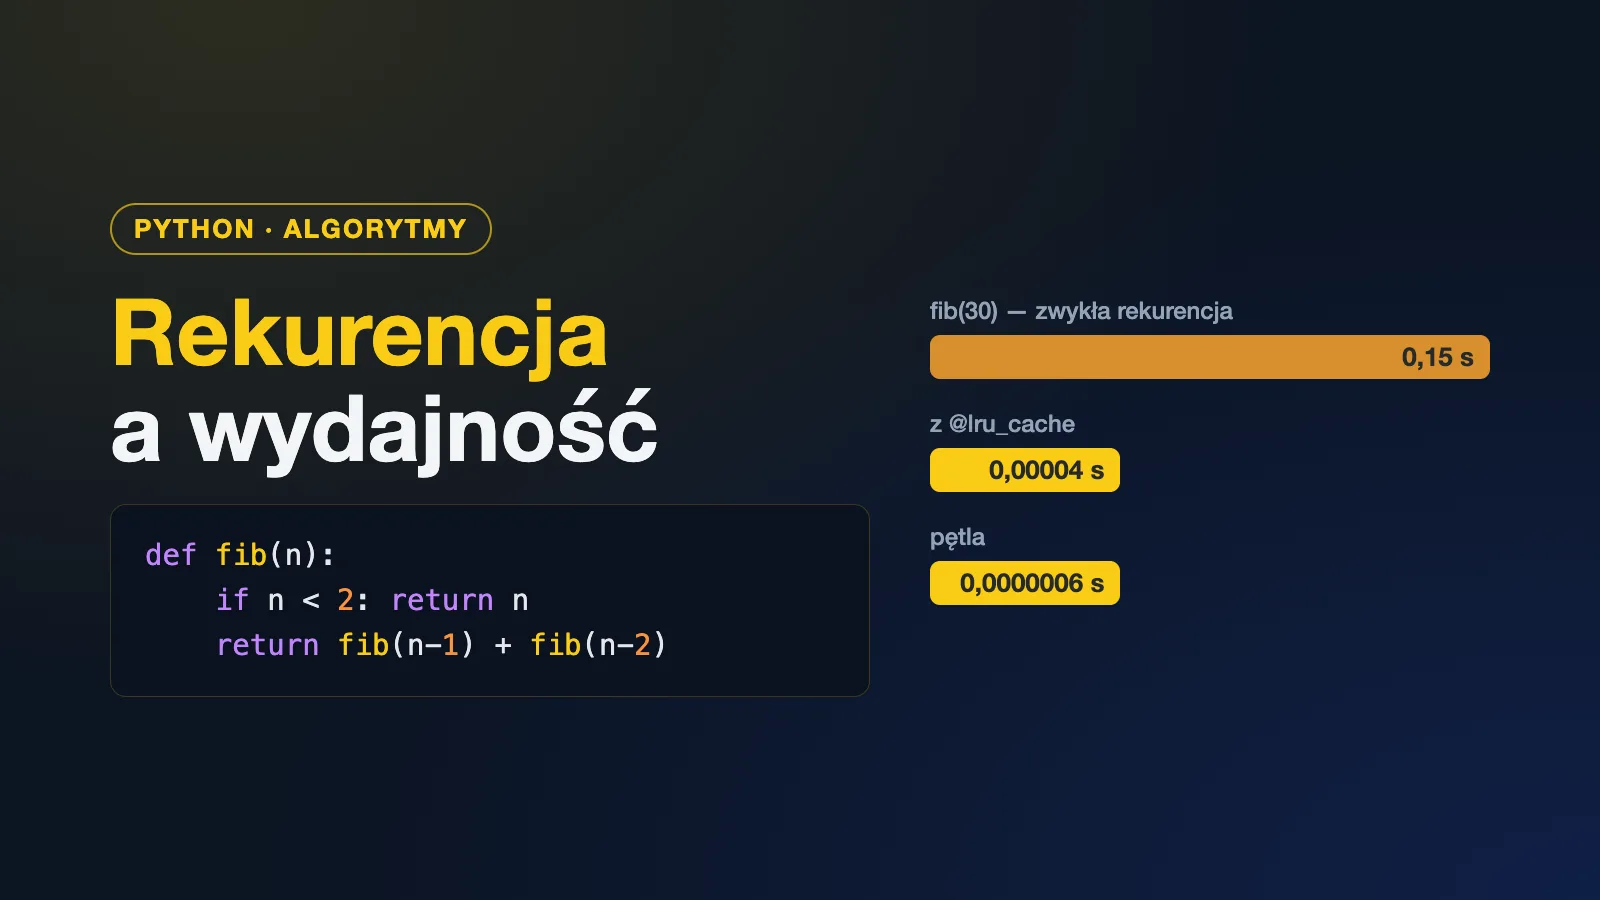 PYTHON · ALGORYTMY
Rekurencja
a wydajność
def fib(n):
    if n < 2: return n
    return fib(n-1) + fib(n-2)
fib(30) — zwykła rekurencja
0,15 s
z @lru_cache
0,00004 s
pętla
0,0000006 s